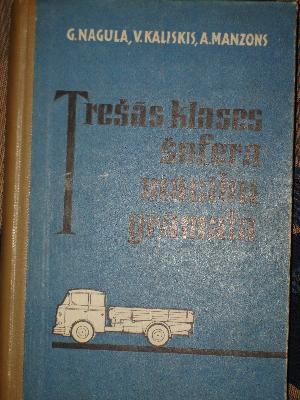 G. NAGULA, V. KALISKIS, A. MANZONS
Trešās klases
šofera
mācību
grāmata